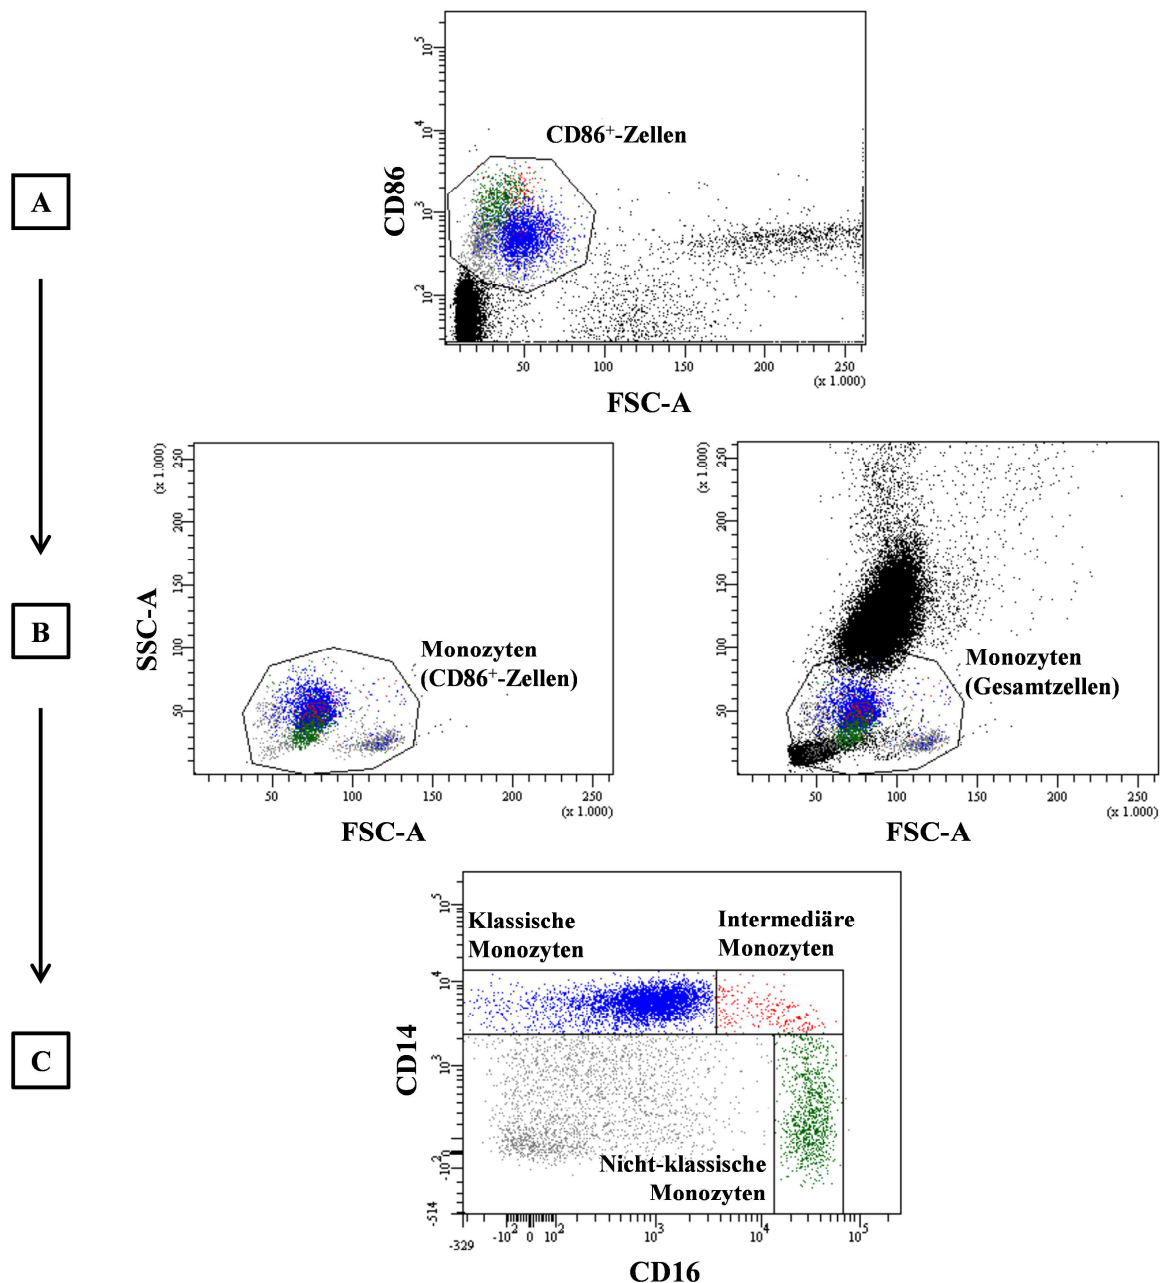 A
CD86
10⁵
10⁴
10³
10²
CD86⁺-Zellen
50 100 150 200 250
(x 1.000)
FSC-A
B
SSC-A
(x 1.000)
250
200
150
100
50
Monozyten
(CD86⁺-Zellen)
50 100 150 200 250
(x 1.000)
FSC-A
(x 1.000)
250
200
150
100
50
Monozyten
(Gesamtzellen)
50 100 150 200 250
(x 1.000)
FSC-A
C
CD14
10⁵
10⁴
10³
-10² 0
-514
Klassische
Monozyten
Intermediäre
Monozyten
Nicht-klassische
Monozyten
-329 -10² 0 10² 10³ 10⁴ 10⁵
CD16